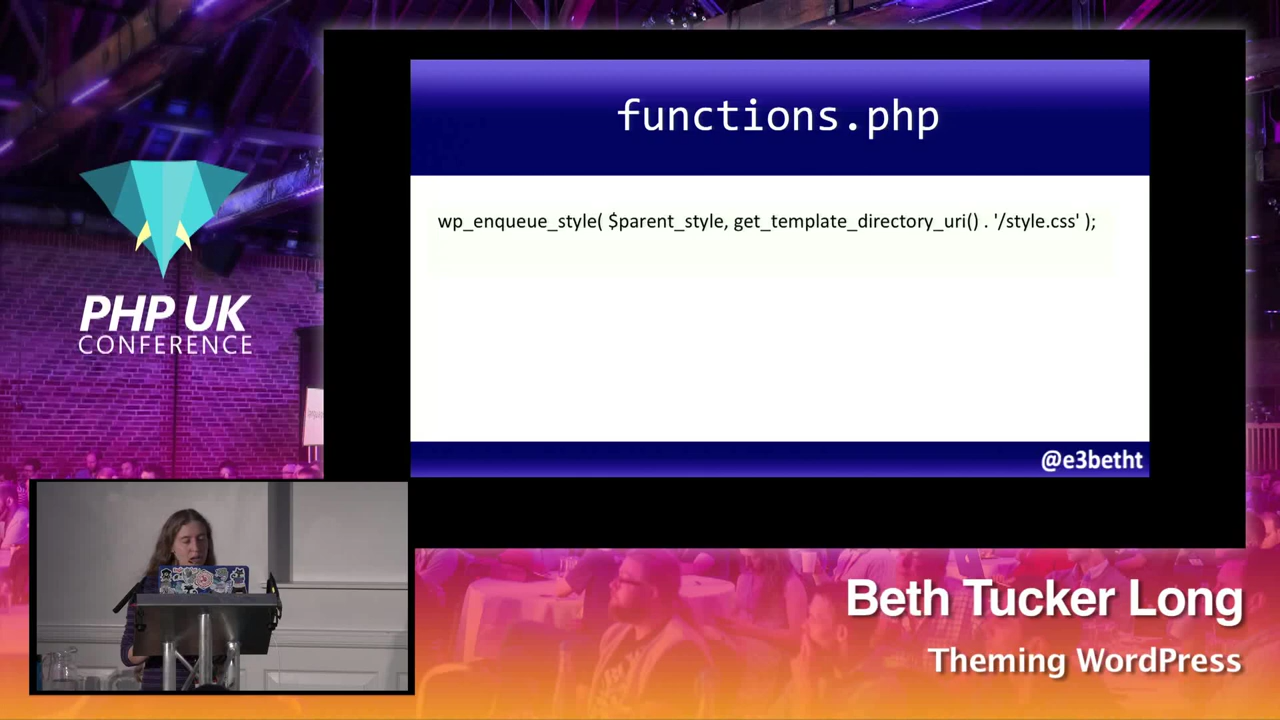 functions.php
wp_enqueue_style( $parent_style, get_template_directory_uri() . '/style.css' );
@e3betht
PHP UK
CONFERENCE
Beth Tucker Long
Theming WordPress